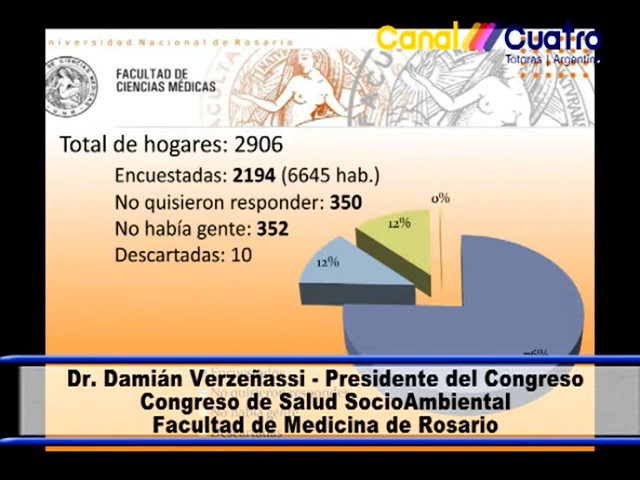 niversidad Nacional de Rosario
Canal Cuatro
Totoras | Argentina
FACULTAD DE
CIENCIAS MÉDICAS
Total de hogares: 2906
Encuestadas: 2194 (6645 hab.)
No quisieron responder: 350
No había gente: 352
Descartadas: 10
0%
12%
12%
76%
Dr. Damián Verzeñassi - Presidente del Congreso
Congreso de Salud SocioAmbiental
Facultad de Medicina de Rosario